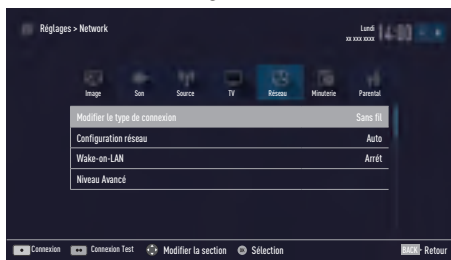 Réglages > Network
Lundi
xx xxx xxxx
14:00
Image Son Source TV Réseau Minuterie Parental
Modifier le type de connexion Sans fil
Configuration réseau Auto
Wake-on-LAN Arrét
Niveau Avancé
Connexion Connexion Test Modifier la section Sélection BACK Retour